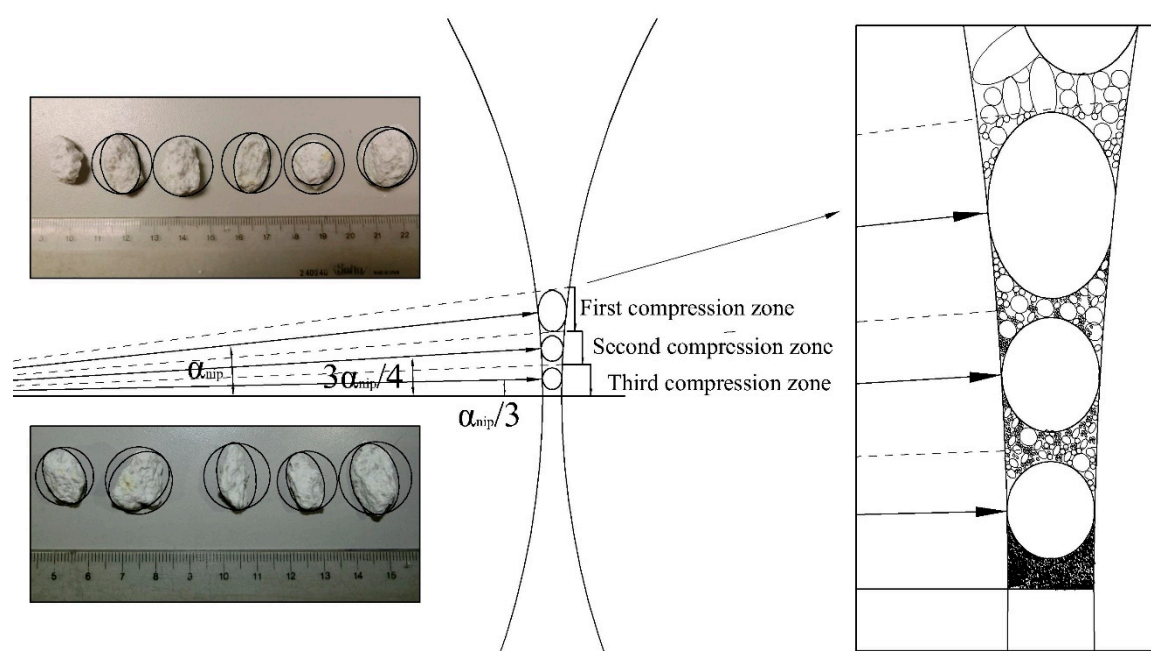 9 10 11 12 13 14 15 16 17 18 19 20 21 22
First compression zone
Second compression zone
Third compression zone
αnip
3αnip/4
αnip/3
5 6 7 8 9 10 11 12 13 14 15